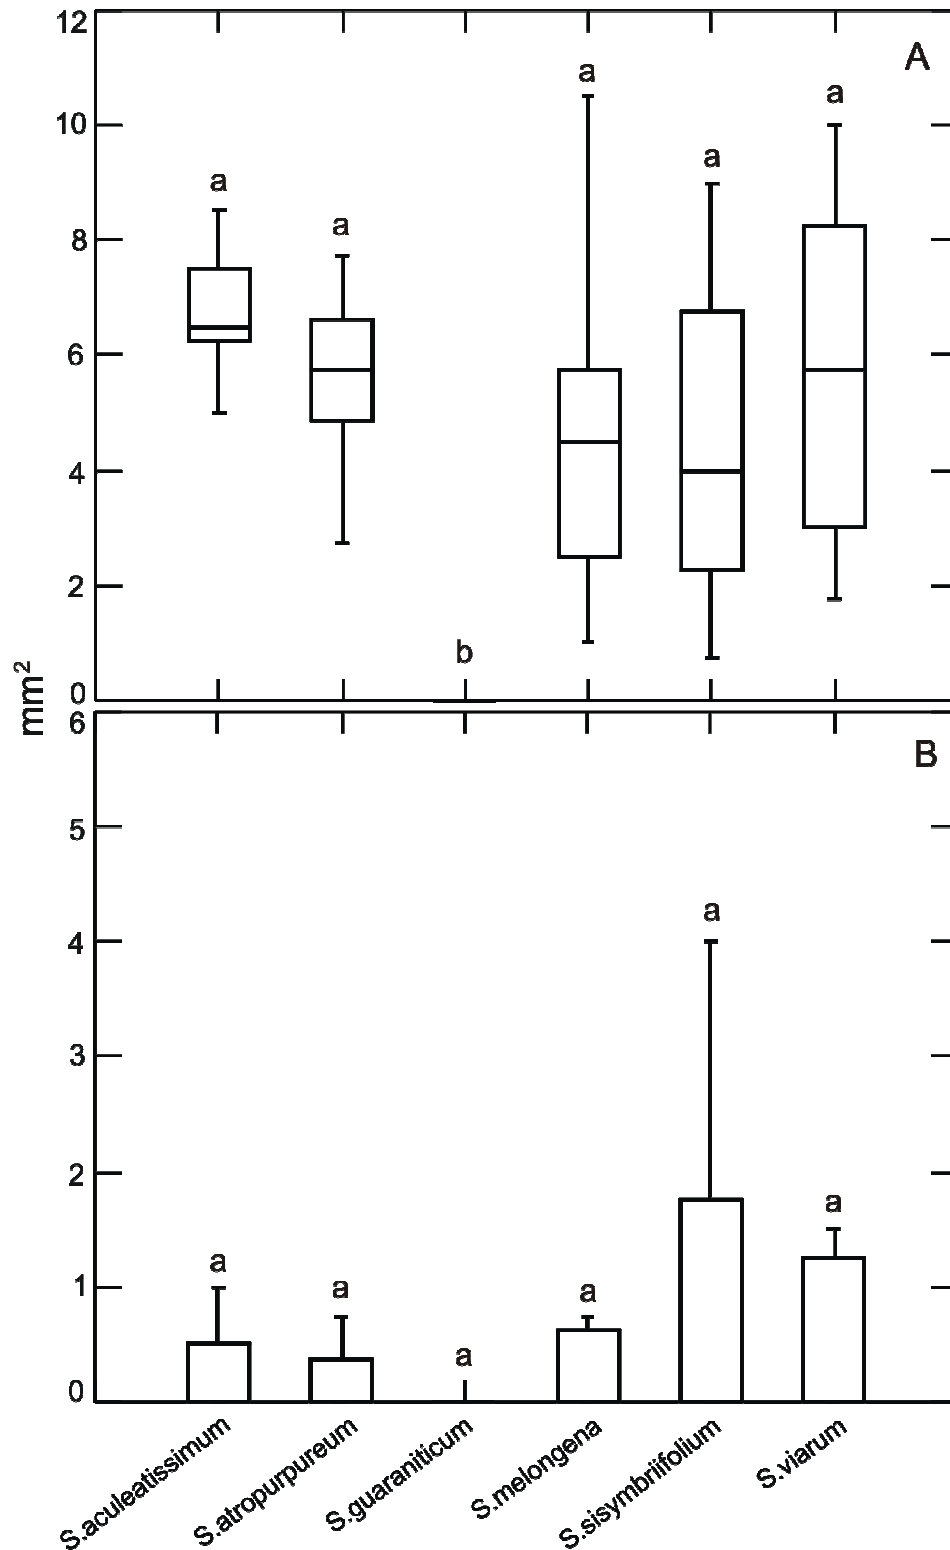 12
A
a
a
10
a
a
8
a
6
4
2
b
0
mm²
6
B
5
a
4
3
2
a
a
1
a
a
a
0
S.aculeatissimum
S.atropurpureum
S.guaraniticum
S.melongena
S.sisymbriifolium
S.viarum